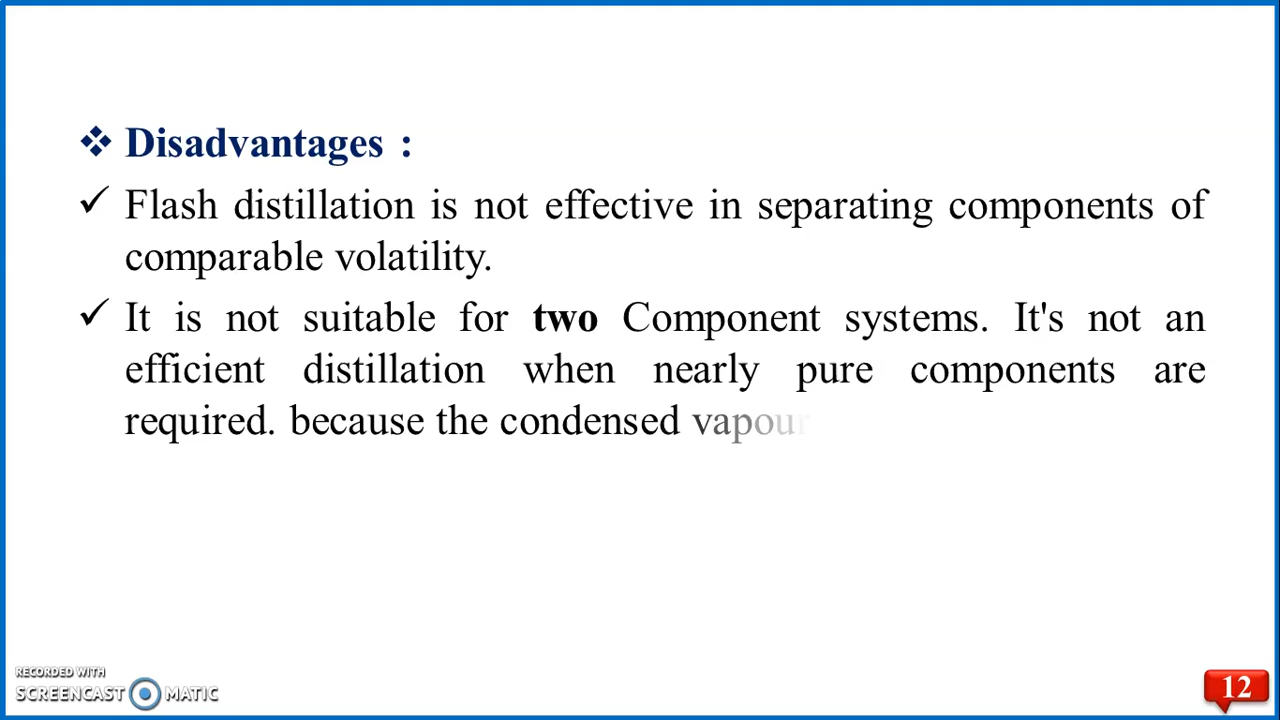 ❖ Disadvantages :
✓ Flash distillation is not effective in separating components of
comparable volatility.
✓ It is not suitable for two Component systems. It's not an
efficient distillation when nearly pure components are
required. because the condensed vapour
RECORDED WITH
SCREENCAST MATIC
12